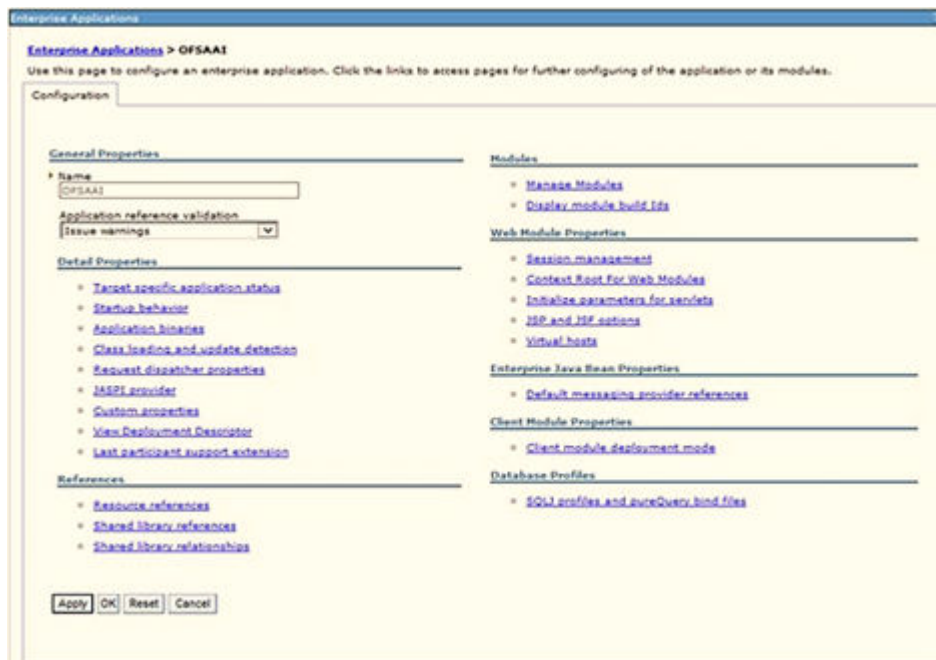 Enterprise Applications
Enterprise Applications > OFSAAI
Use this page to configure an enterprise application. Click the links to access pages for further configuring of the application or its modules.
Configuration
General Properties
Name
OFSAAI
Application reference validation
Issue warnings
Detail Properties
Target specific application status
Startup behavior
Application binaries
Class loading and update detection
Request dispatcher properties
JASPI provider
Custom properties
View Deployment Descriptor
Last participant support extension
References
Resource references
Shared library references
Shared library relationships
Modules
Manage Modules
Display module build Ids
Web Module Properties
Session management
Context Root For Web Modules
Initialize parameters for servlets
JSP and JSF options
Virtual hosts
Enterprise Java Bean Properties
Default messaging provider references
Client Module Properties
Client module deployment mode
Database Profiles
SQLJ profiles and pureQuery bind files
Apply OK Reset Cancel